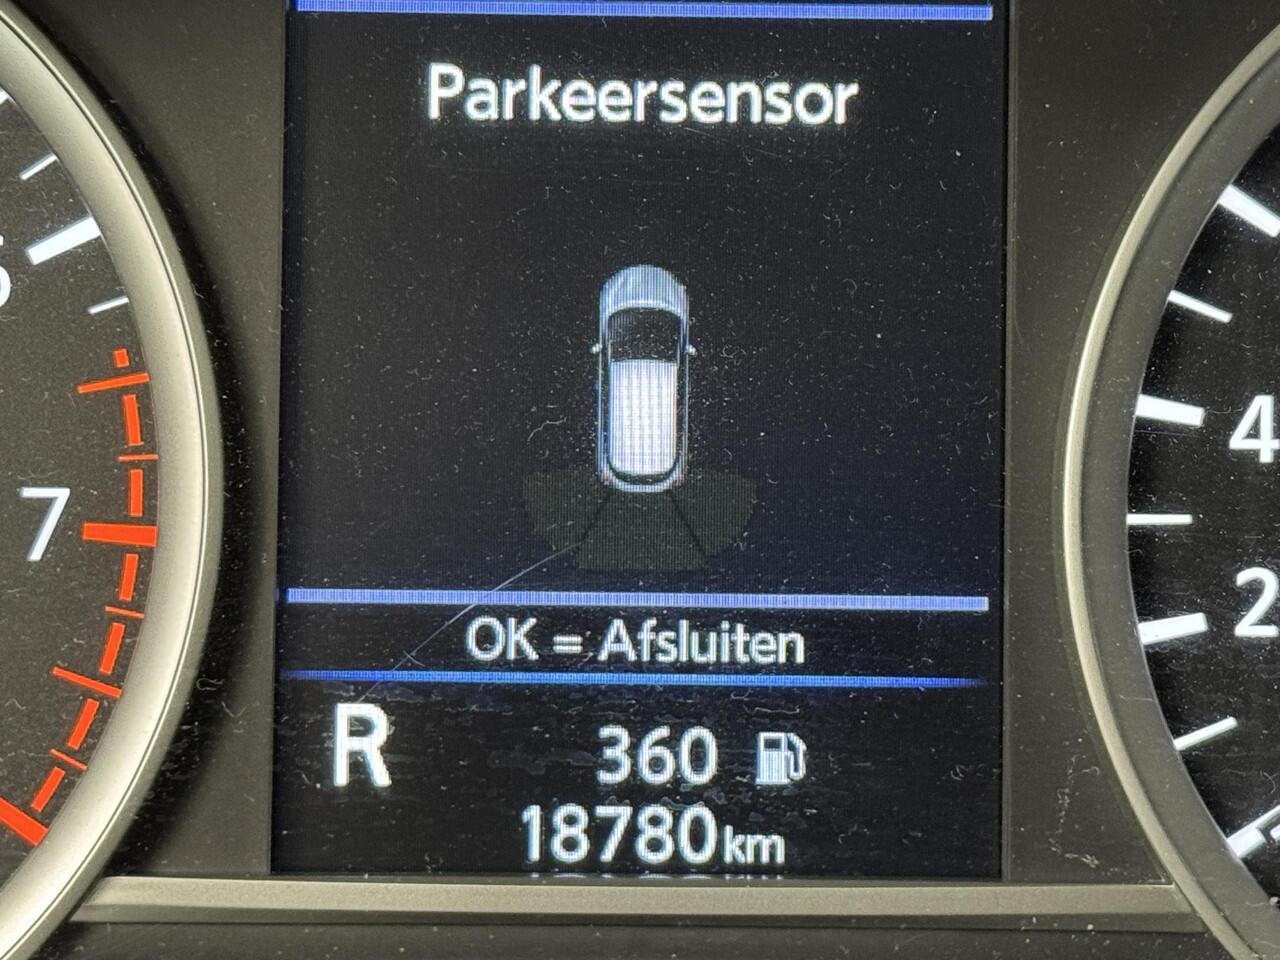 Parkeersensor
OK = Afsluiten
R 360
18780km
7
4
2